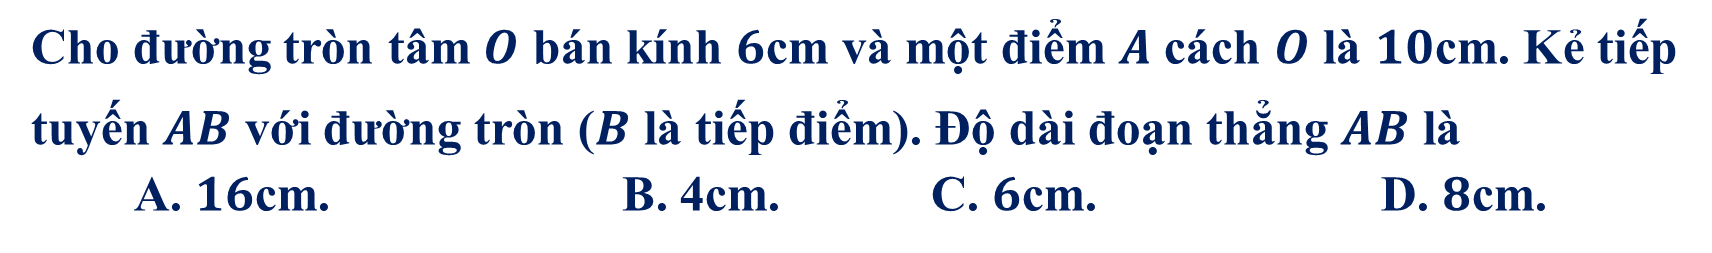 Cho đường tròn tâm O bán kính 6cm và một điểm A cách O là 10cm. Kẻ tiếp
tuyến AB với đường tròn (B là tiếp điểm). Độ dài đoạn thẳng AB là
A. 16cm. B. 4cm. C. 6cm. D. 8cm.